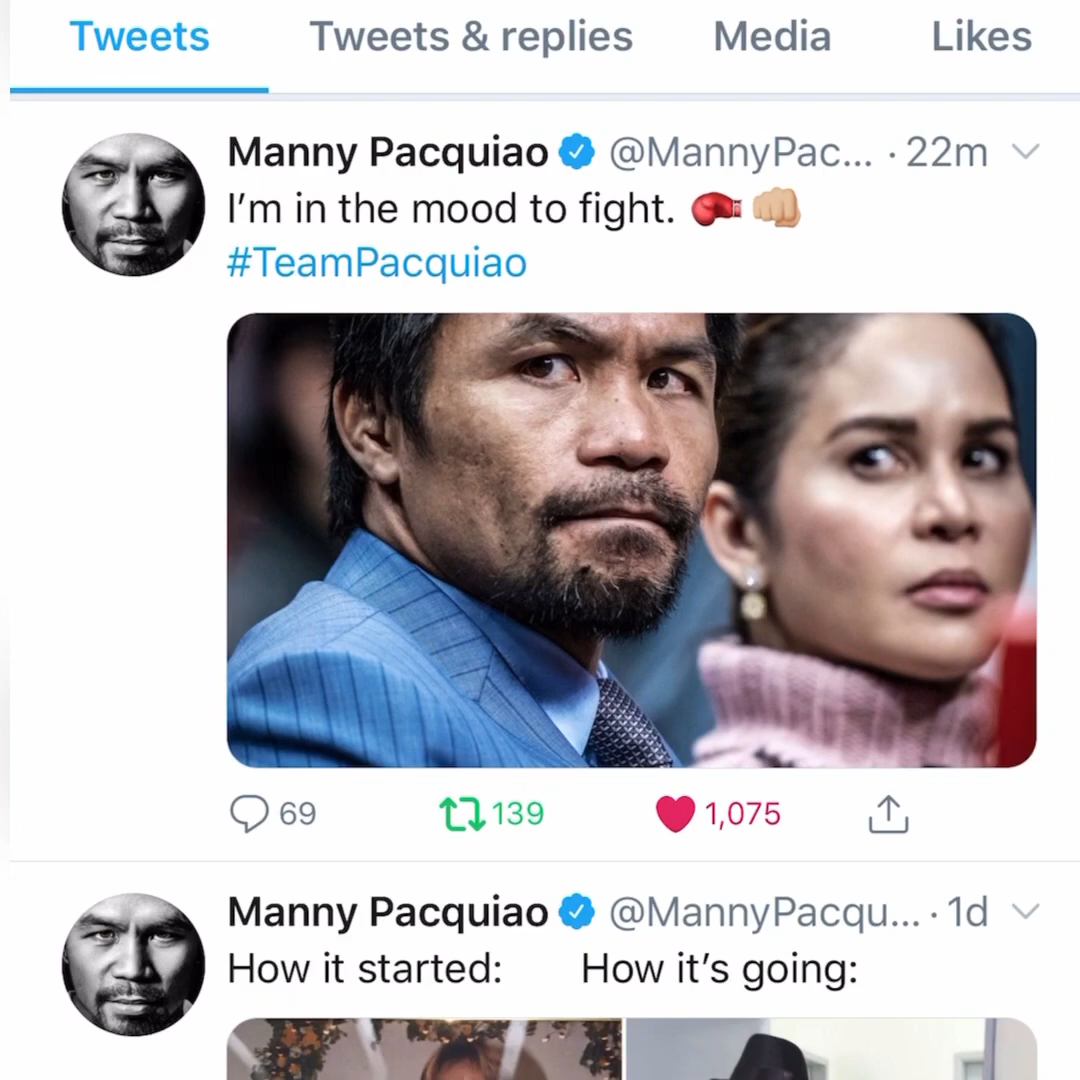 Tweets Tweets & replies Media Likes
Manny Pacquiao @MannyPac... · 22m
I'm in the mood to fight. 🥊👊🏼
#TeamPacquiao
69 139 1,075
Manny Pacquiao @MannyPacqu... · 1d
How it started: How it's going: